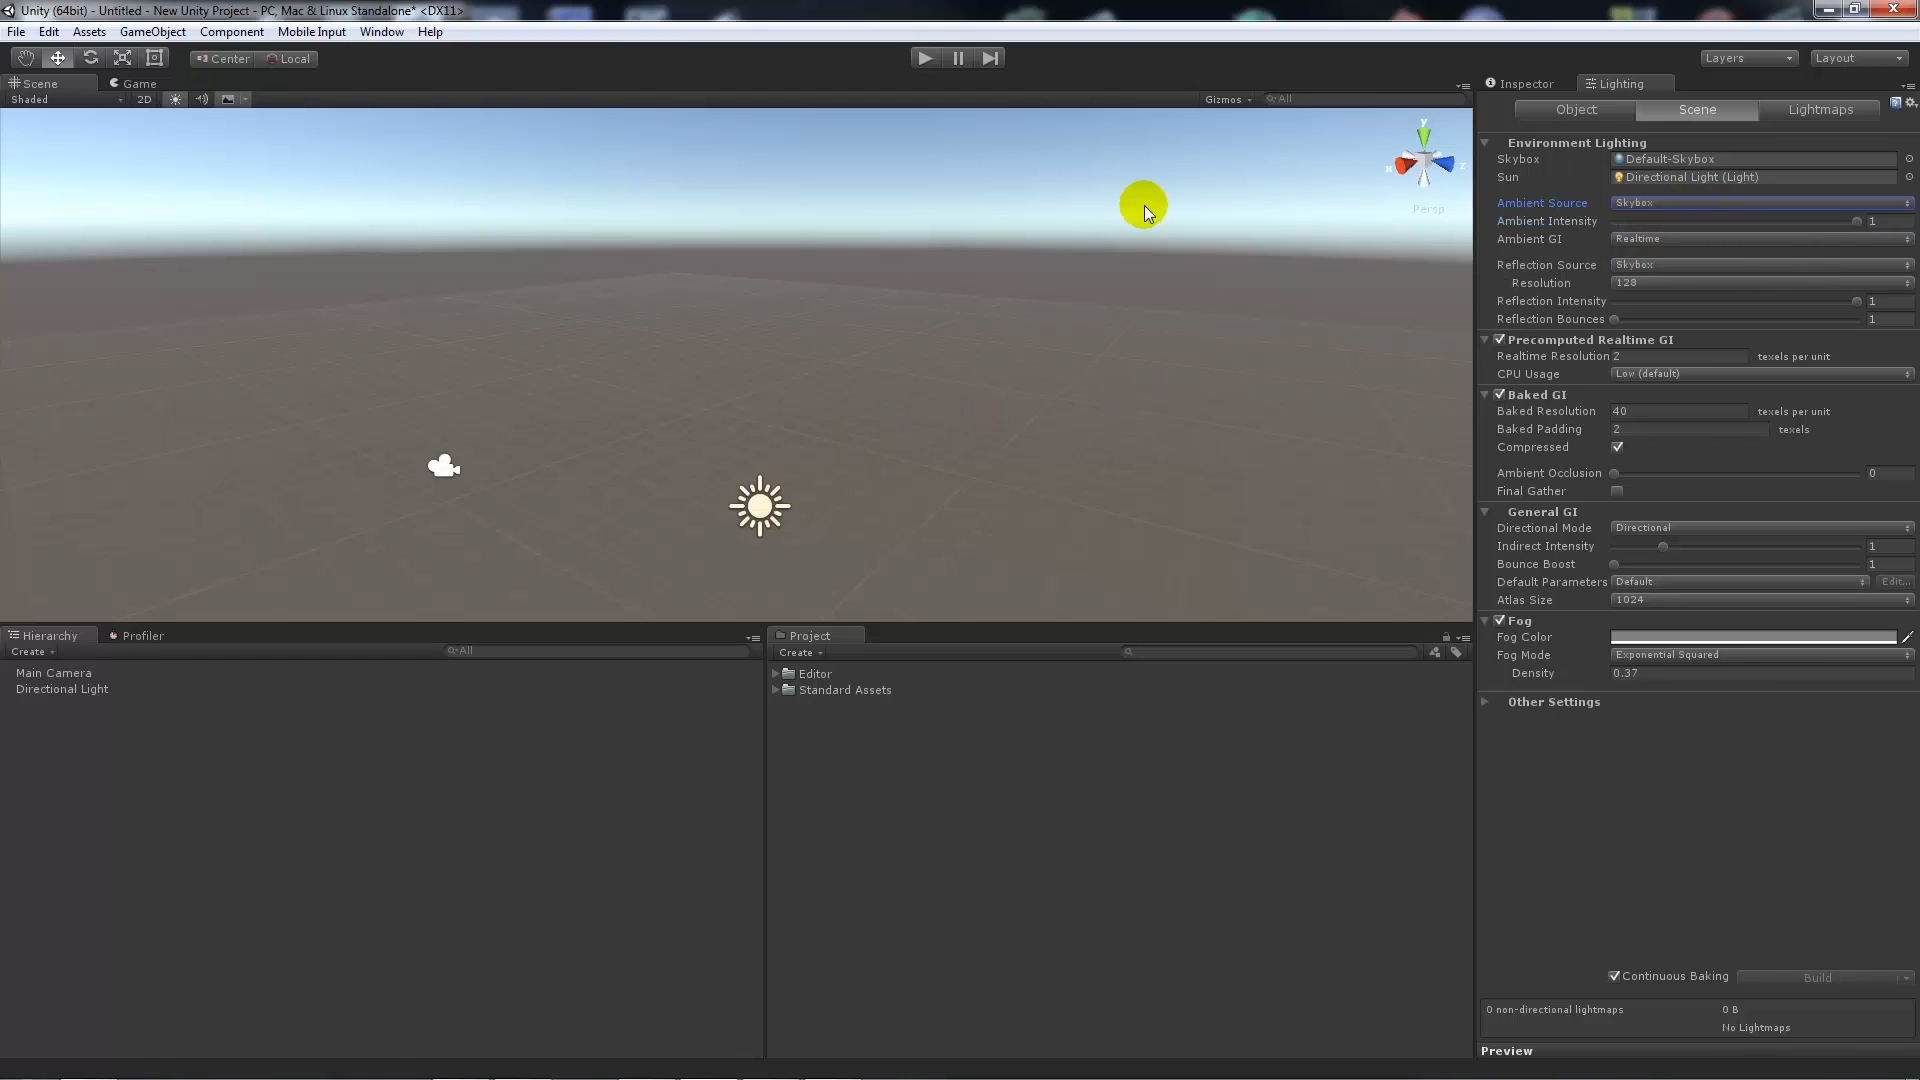 Unity (64bit) - Untitled - New Unity Project - PC, Mac & Linux Standalone* <DX11>
File Edit Assets GameObject Component Mobile Input Window Help
Center Local Layers Layout
Scene Game Inspector Lighting
Shaded 2D Gizmos All
Object Scene Lightmaps
y
x z
Persp
Environment Lighting
Skybox Default-Skybox
Sun Directional Light (Light)
Ambient Source Skybox
Ambient Intensity 1
Ambient GI Realtime
Reflection Source Skybox
Resolution 128
Reflection Intensity 1
Reflection Bounces 1
Precomputed Realtime GI
Realtime Resolution 2 texels per unit
CPU Usage Low (default)
Baked GI
Baked Resolution 40 texels per unit
Baked Padding 2 texels
Compressed
Ambient Occlusion 0
Final Gather
General GI
Directional Mode Directional
Indirect Intensity 1
Bounce Boost 1
Default Parameters Default Edit...
Atlas Size 1024
Fog
Fog Color
Fog Mode Exponential Squared
Density 0.37
Other Settings
Continuous Baking Build
0 non-directional lightmaps 0 B
No Lightmaps
Preview
Hierarchy Profiler
Create All
Main Camera
Directional Light
Project
Create
Editor
Standard Assets